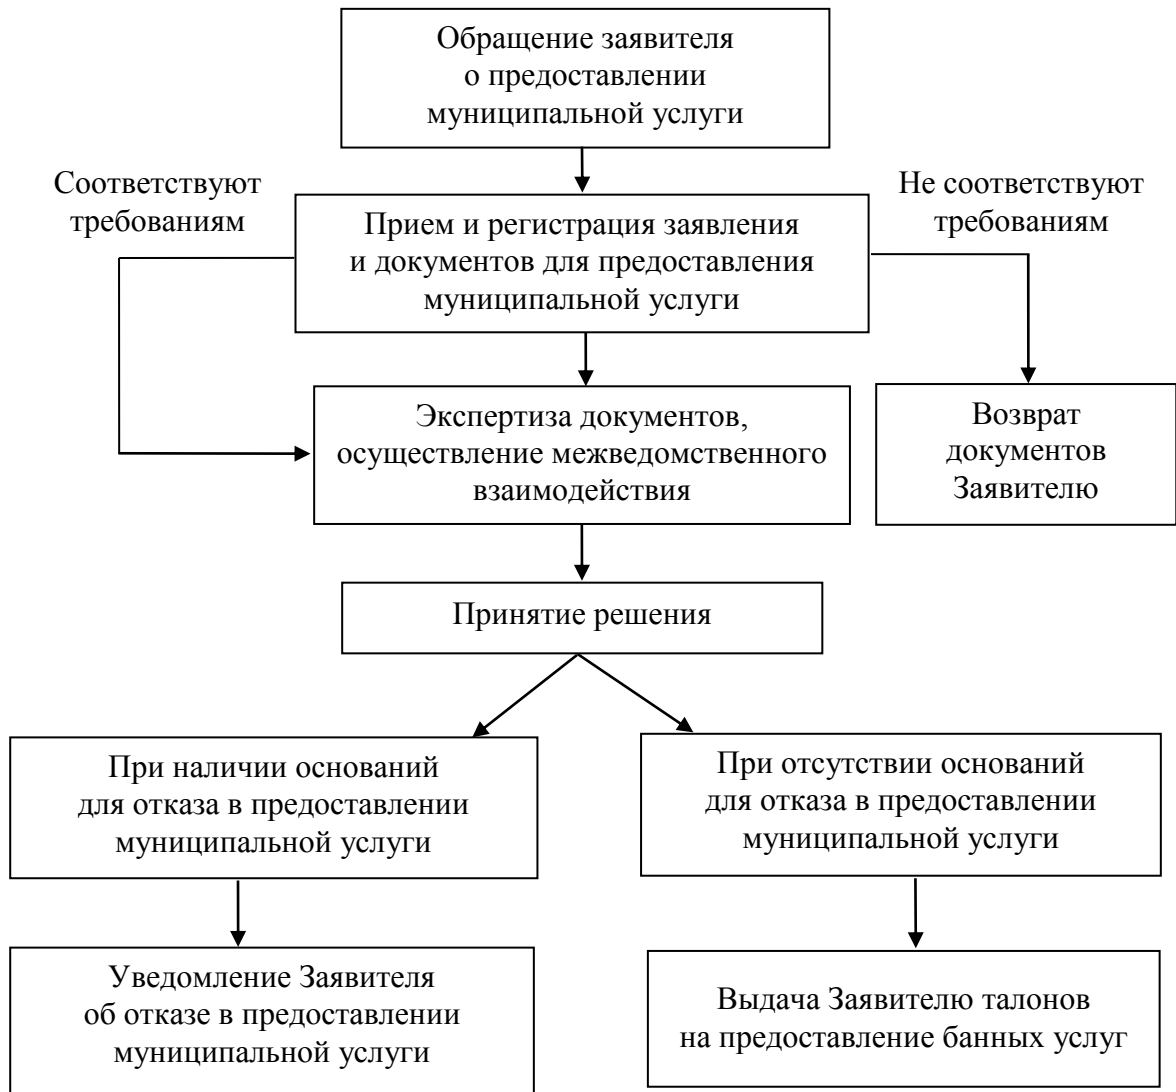 Обращение заявителя
о предоставлении
муниципальной услуги
Соответствуют
требованиям
Не соответствуют
требованиям
Прием и регистрация заявления
и документов для предоставления
муниципальной услуги
Экспертиза документов,
осуществление межведомственного
взаимодействия
Возврат
документов
Заявителю
Принятие решения
При наличии оснований
для отказа в предоставлении
муниципальной услуги
При отсутствии оснований
для отказа в предоставлении
муниципальной услуги
Уведомление Заявителя
об отказе в предоставлении
муниципальной услуги
Выдача Заявителю талонов
на предоставление банных услуг